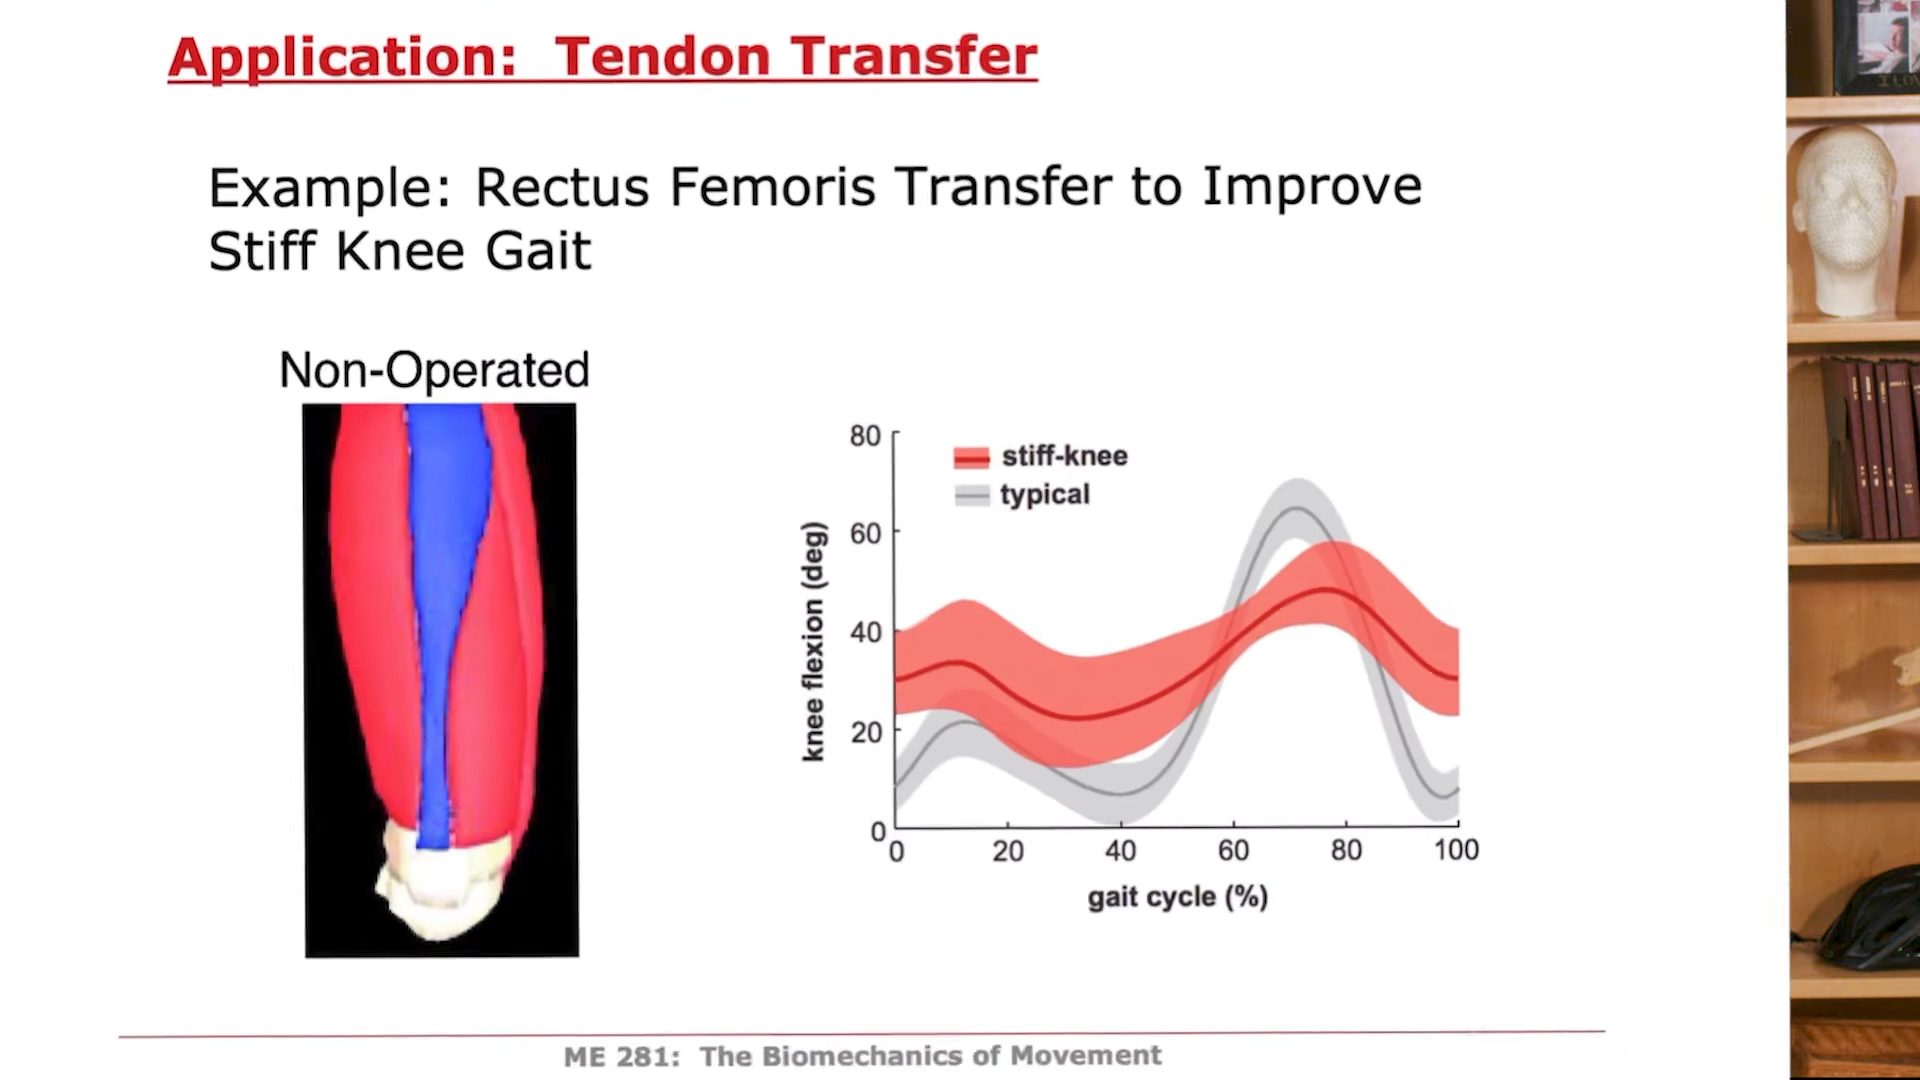 Application: Tendon Transfer
Example: Rectus Femoris Transfer to Improve
Stiff Knee Gait
Non-Operated
80
60
40
20
0
knee flexion (deg)
stiff-knee
typical
0 20 40 60 80 100
gait cycle (%)
ME 281: The Biomechanics of Movement